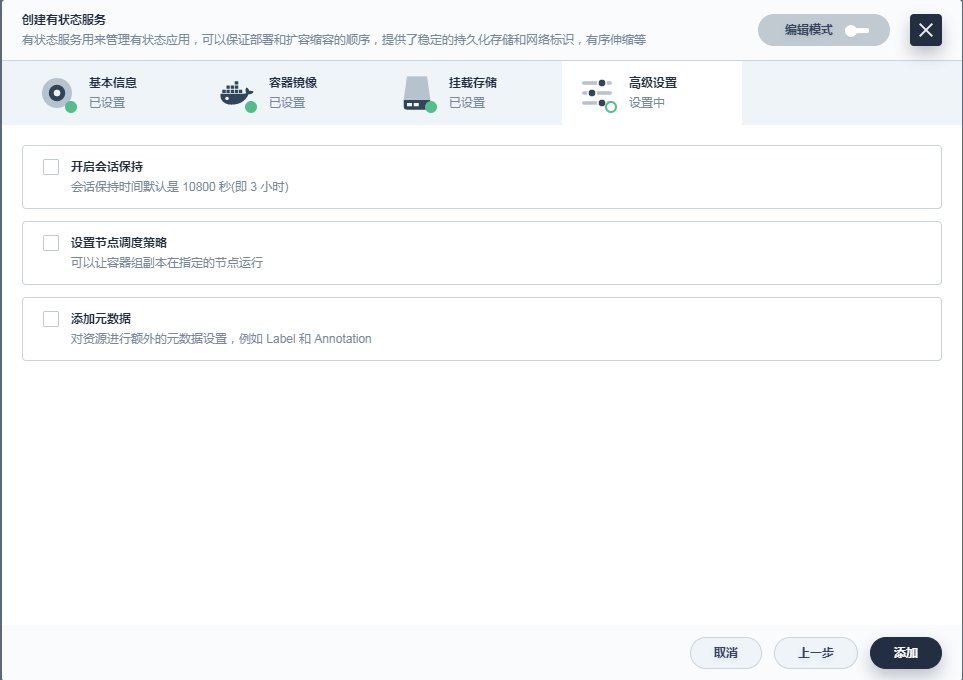 创建有状态服务
有状态服务用来管理有状态应用，可以保证部署和扩容缩容的顺序，提供了稳定的持久化存储和网络标识，有序伸缩等
编辑模式
基本信息
已设置
容器镜像
已设置
挂载存储
已设置
高级设置
设置中
开启会话保持
会话保持时间默认是 10800 秒(即 3 小时)
设置节点调度策略
可以让容器组副本在指定的节点运行
添加元数据
对资源进行额外的元数据设置，例如 Label 和 Annotation
取消
上一步
添加